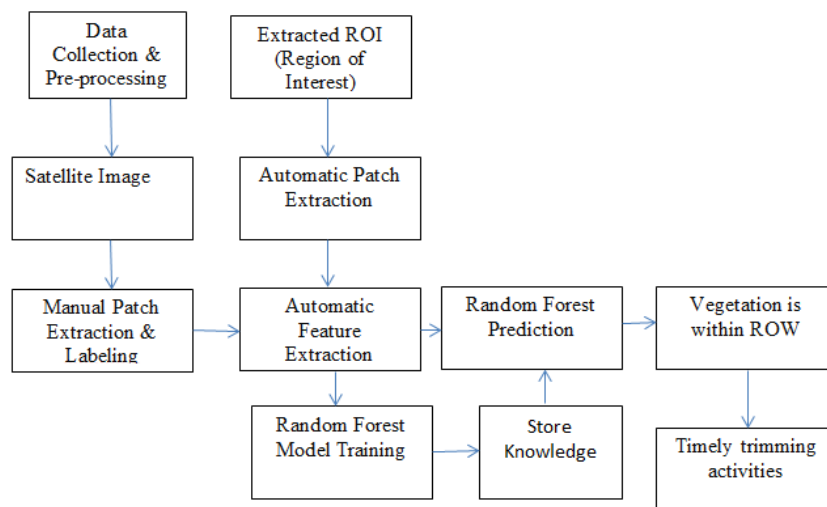 Data
Collection &
Pre-processing
Extracted ROI
(Region of
Interest)
Satellite Image
Automatic Patch
Extraction
Manual Patch
Extraction &
Labeling
Automatic
Feature
Extraction
Random Forest
Prediction
Vegetation is
within ROW
Random Forest
Model Training
Store
Knowledge
Timely trimming
activities